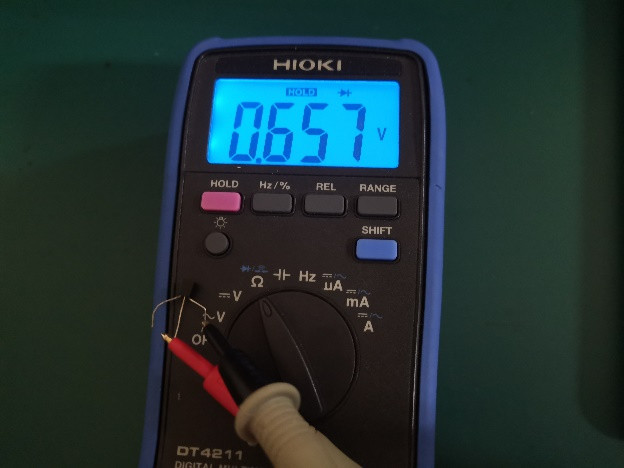 HIOKI
HOLD
0.657 V
HOLD Hz/% REL RANGE
SHIFT
Ω Hz
V μA
mA
V A
DT4211